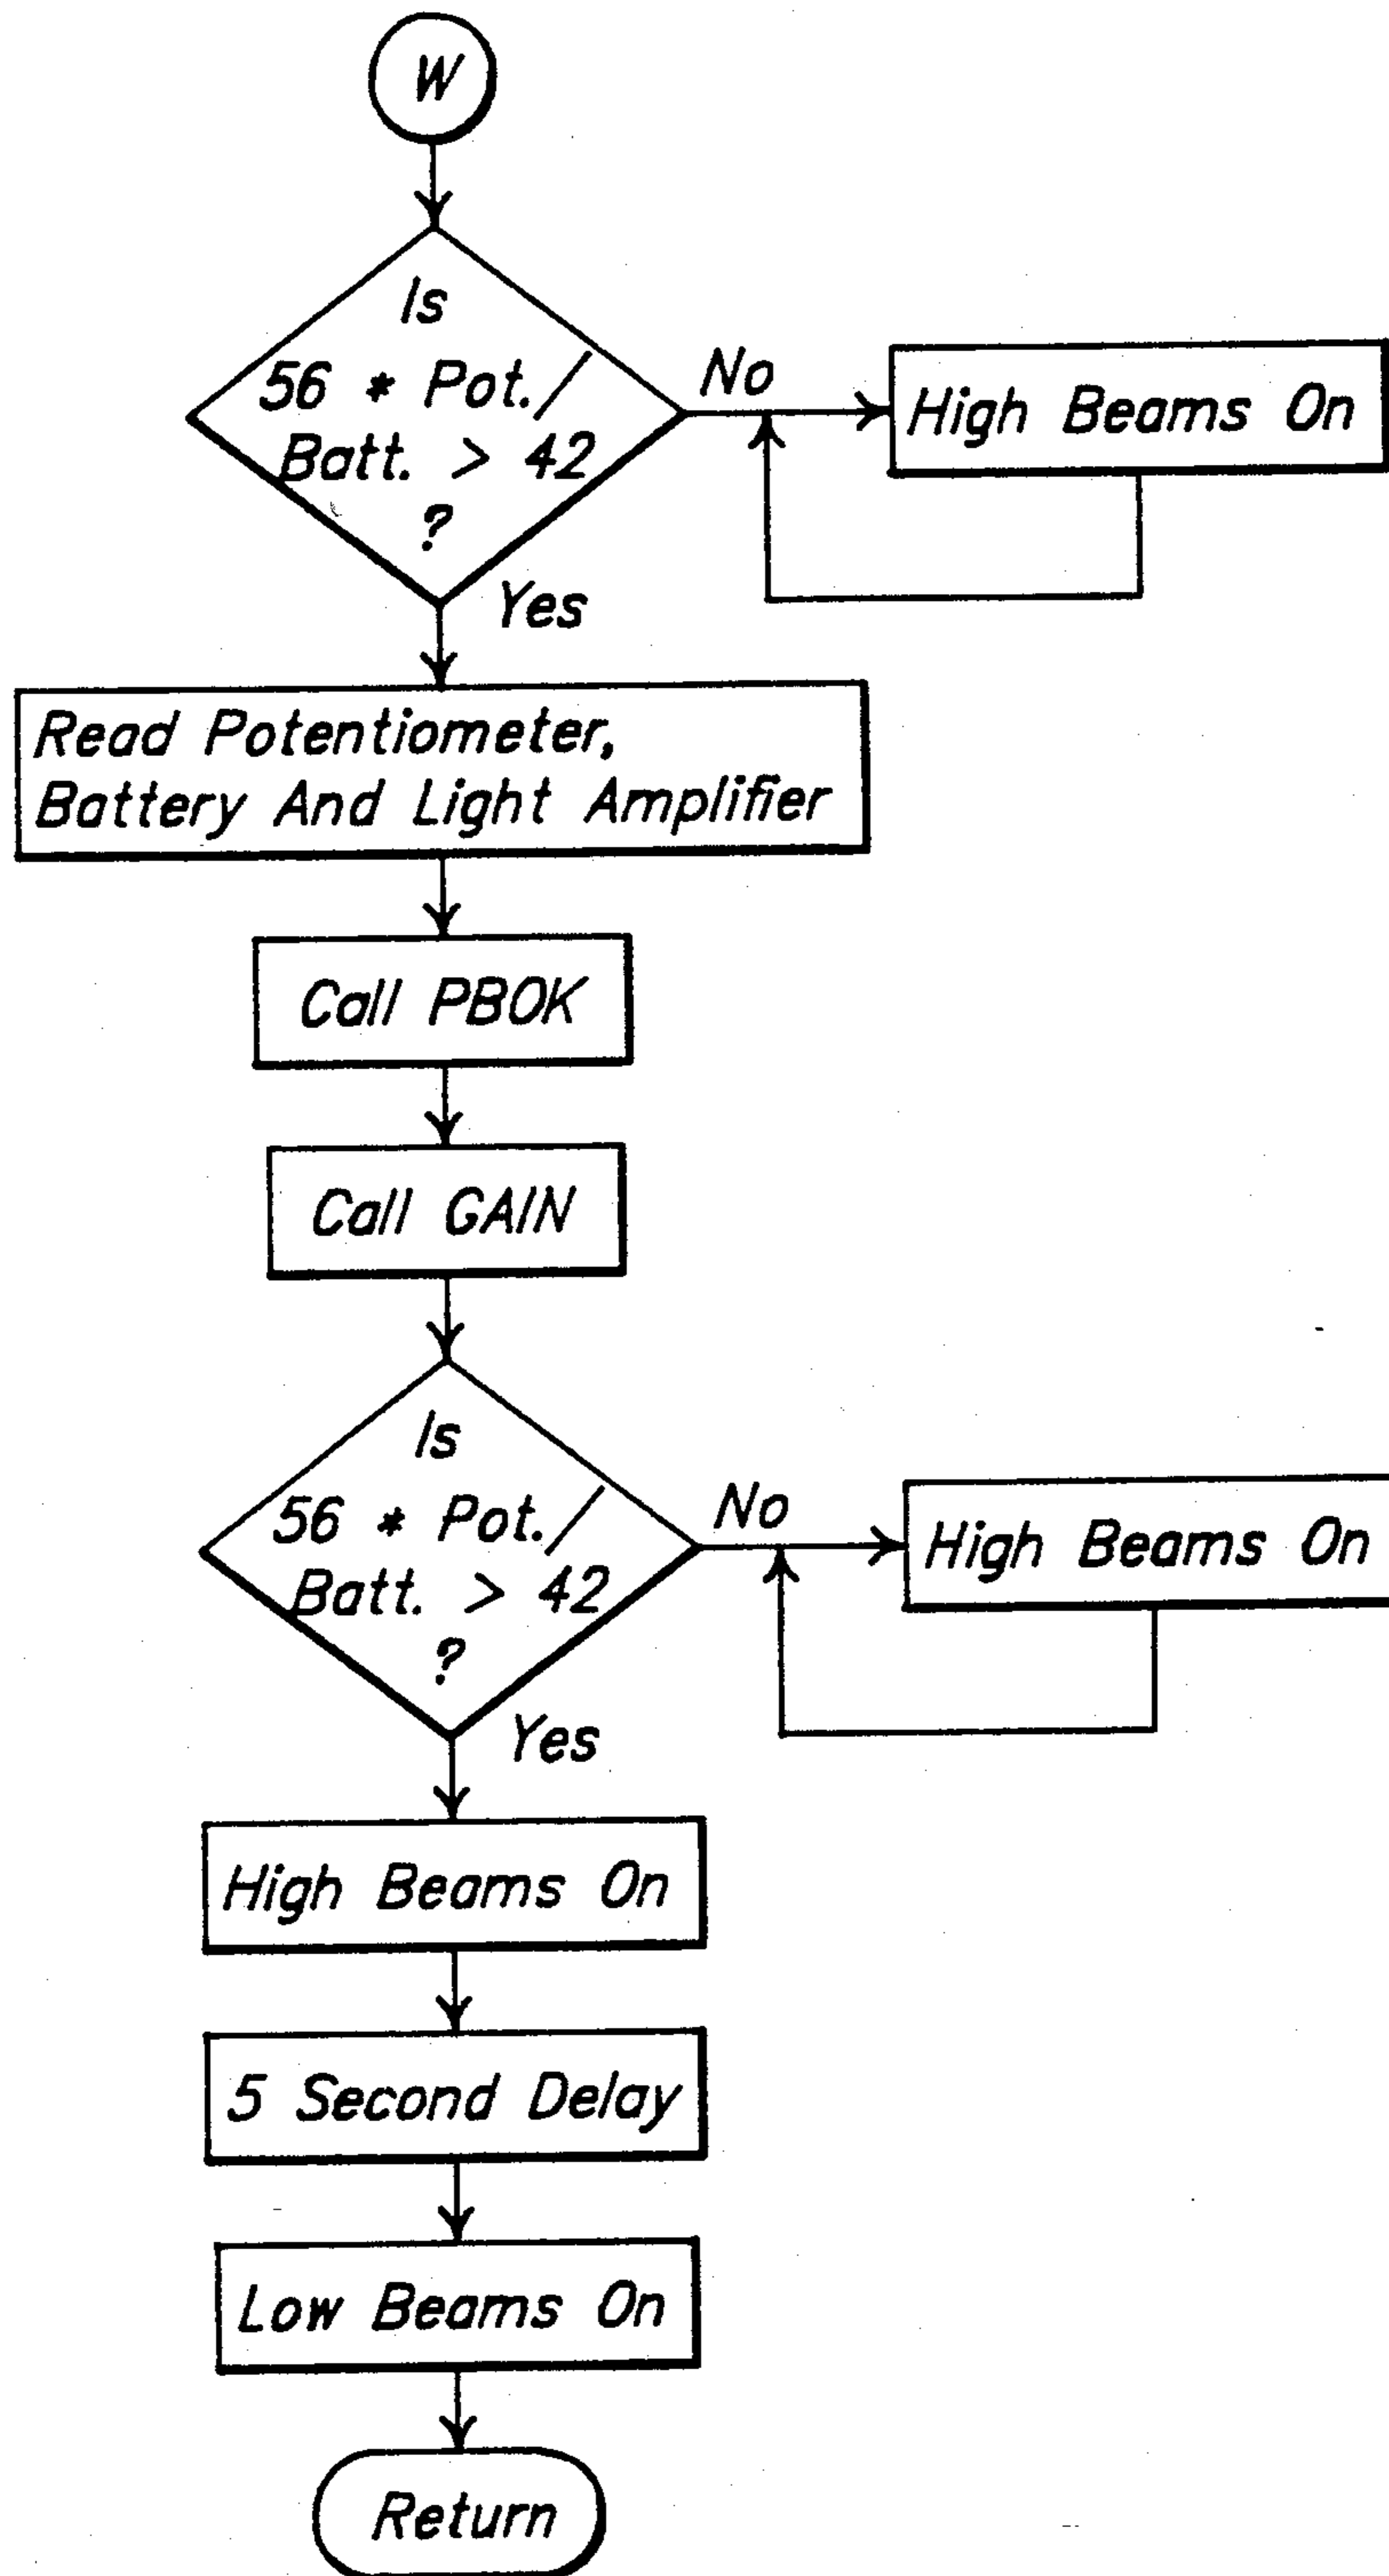 W
Is
56 * Pot./
Batt. > 42
?
No
High Beams On
Yes
Read Potentiometer,
Battery And Light Amplifier
Call PBOK
Call GAIN
Is
56 * Pot./
Batt. > 42
?
No
High Beams On
Yes
High Beams On
5 Second Delay
Low Beams On
Return